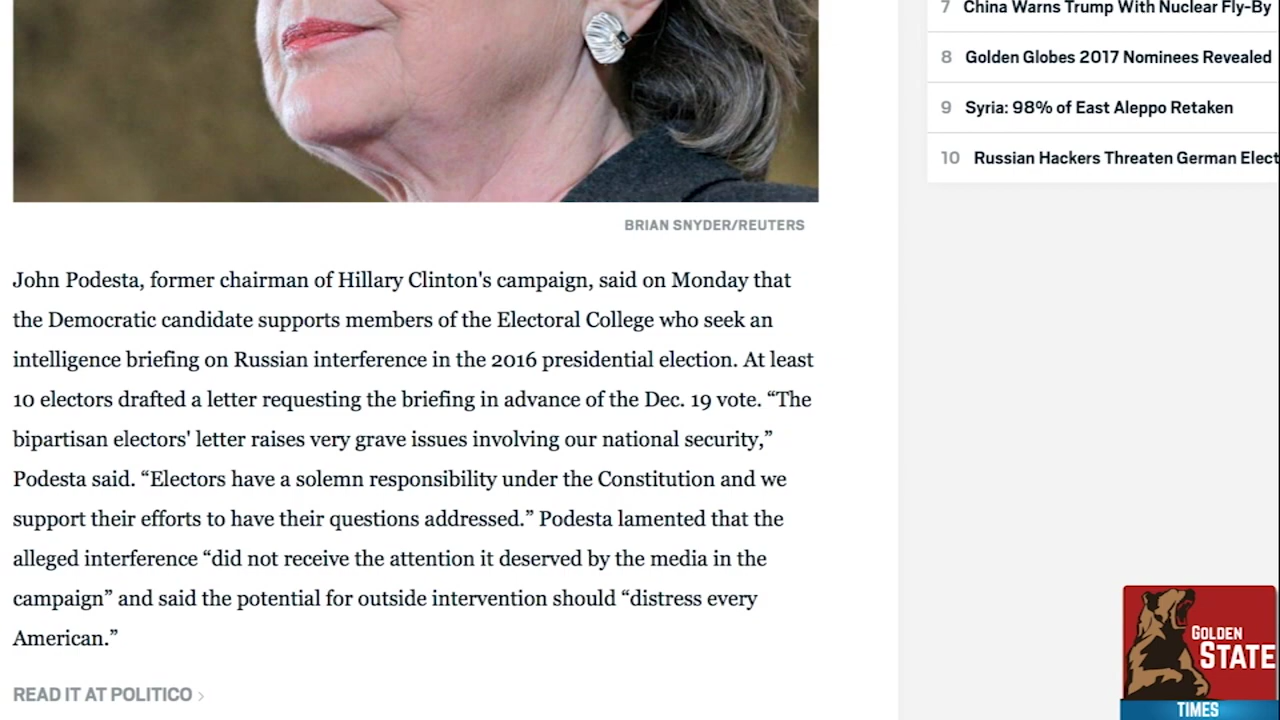 7 China Warns Trump With Nuclear Fly-By
8 Golden Globes 2017 Nominees Revealed
9 Syria: 98% of East Aleppo Retaken
10 Russian Hackers Threaten German Elect
BRIAN SNYDER/REUTERS
John Podesta, former chairman of Hillary Clinton's campaign, said on Monday that
the Democratic candidate supports members of the Electoral College who seek an
intelligence briefing on Russian interference in the 2016 presidential election. At least
10 electors drafted a letter requesting the briefing in advance of the Dec. 19 vote. “The
bipartisan electors' letter raises very grave issues involving our national security,”
Podesta said. “Electors have a solemn responsibility under the Constitution and we
support their efforts to have their questions addressed.” Podesta lamented that the
alleged interference “did not receive the attention it deserved by the media in the
campaign” and said the potential for outside intervention should “distress every
American.”
READ IT AT POLITICO ›
GOLDEN
STATE
TIMES